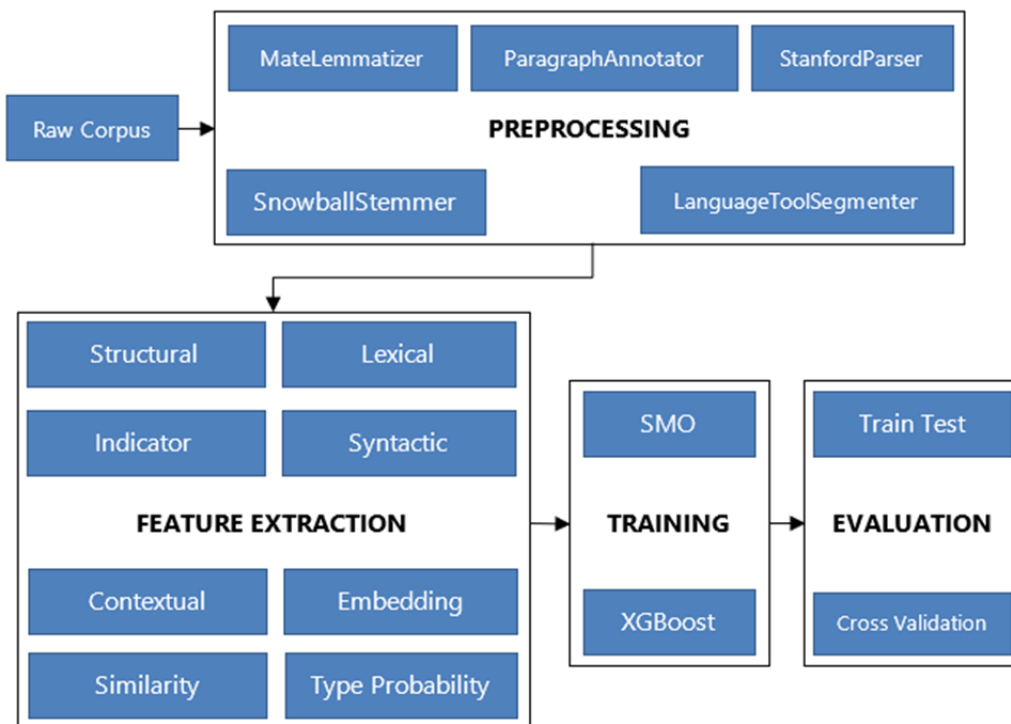 MateLemmatizer
ParagraphAnnotator
StanfordParser
Raw Corpus
PREPROCESSING
SnowballStemmer
LanguageToolSegmenter
Structural
Lexical
Indicator
Syntactic
FEATURE EXTRACTION
Contextual
Embedding
Similarity
Type Probability
SMO
TRAINING
XGBoost
Train Test
EVALUATION
Cross Validation